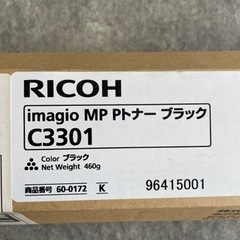 RICOH
imagio MP Pトナー ブラック
C3301
Color ブラック
Net Weight 460g
商品番号 60-0172 K
96415001